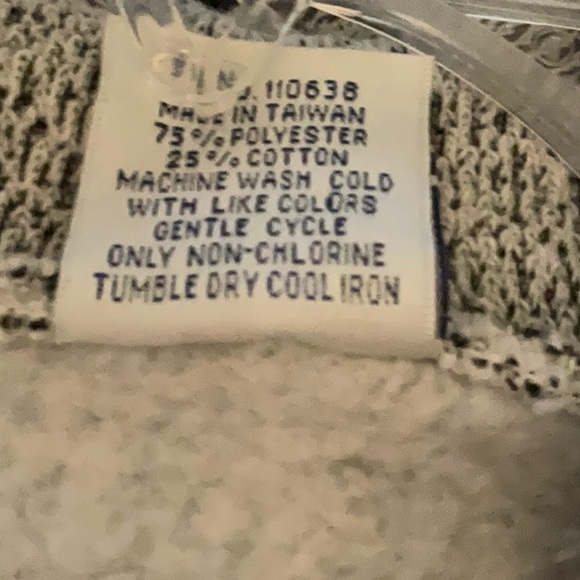 110638
MADE IN TAIWAN
75% POLYESTER
25% COTTON
MACHINE WASH COLD
WITH LIKE COLORS
GENTLE CYCLE
ONLY NON-CHLORINE
TUMBLE DRY COOL IRON